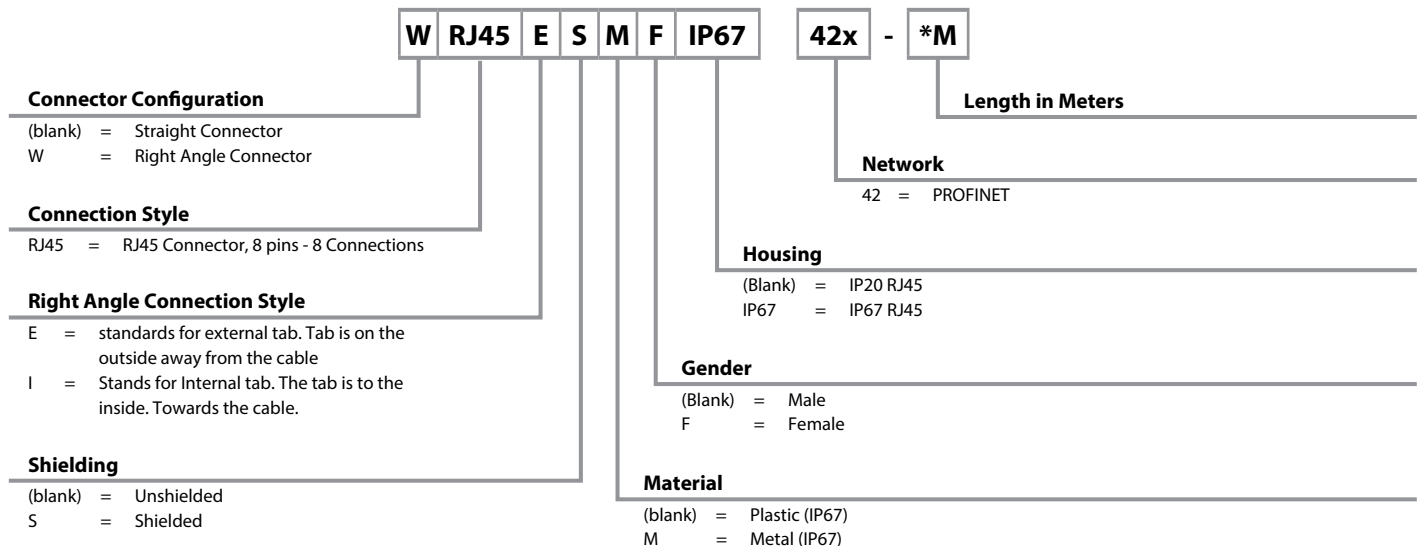 W RJ45 E S M F IP67 42x - *M
Connector Configuration
(blank) = Straight Connector
W = Right Angle Connector
Connection Style
RJ45 = RJ45 Connector, 8 pins - 8 Connections
Right Angle Connection Style
E = standards for external tab. Tab is on the
outside away from the cable
I = Stands for Internal tab. The tab is to the
inside. Towards the cable.
Shielding
(blank) = Unshielded
S = Shielded
Length in Meters
Network
42 = PROFINET
Housing
(Blank) = IP20 RJ45
IP67 = IP67 RJ45
Gender
(Blank) = Male
F = Female
Material
(blank) = Plastic (IP67)
M = Metal (IP67)